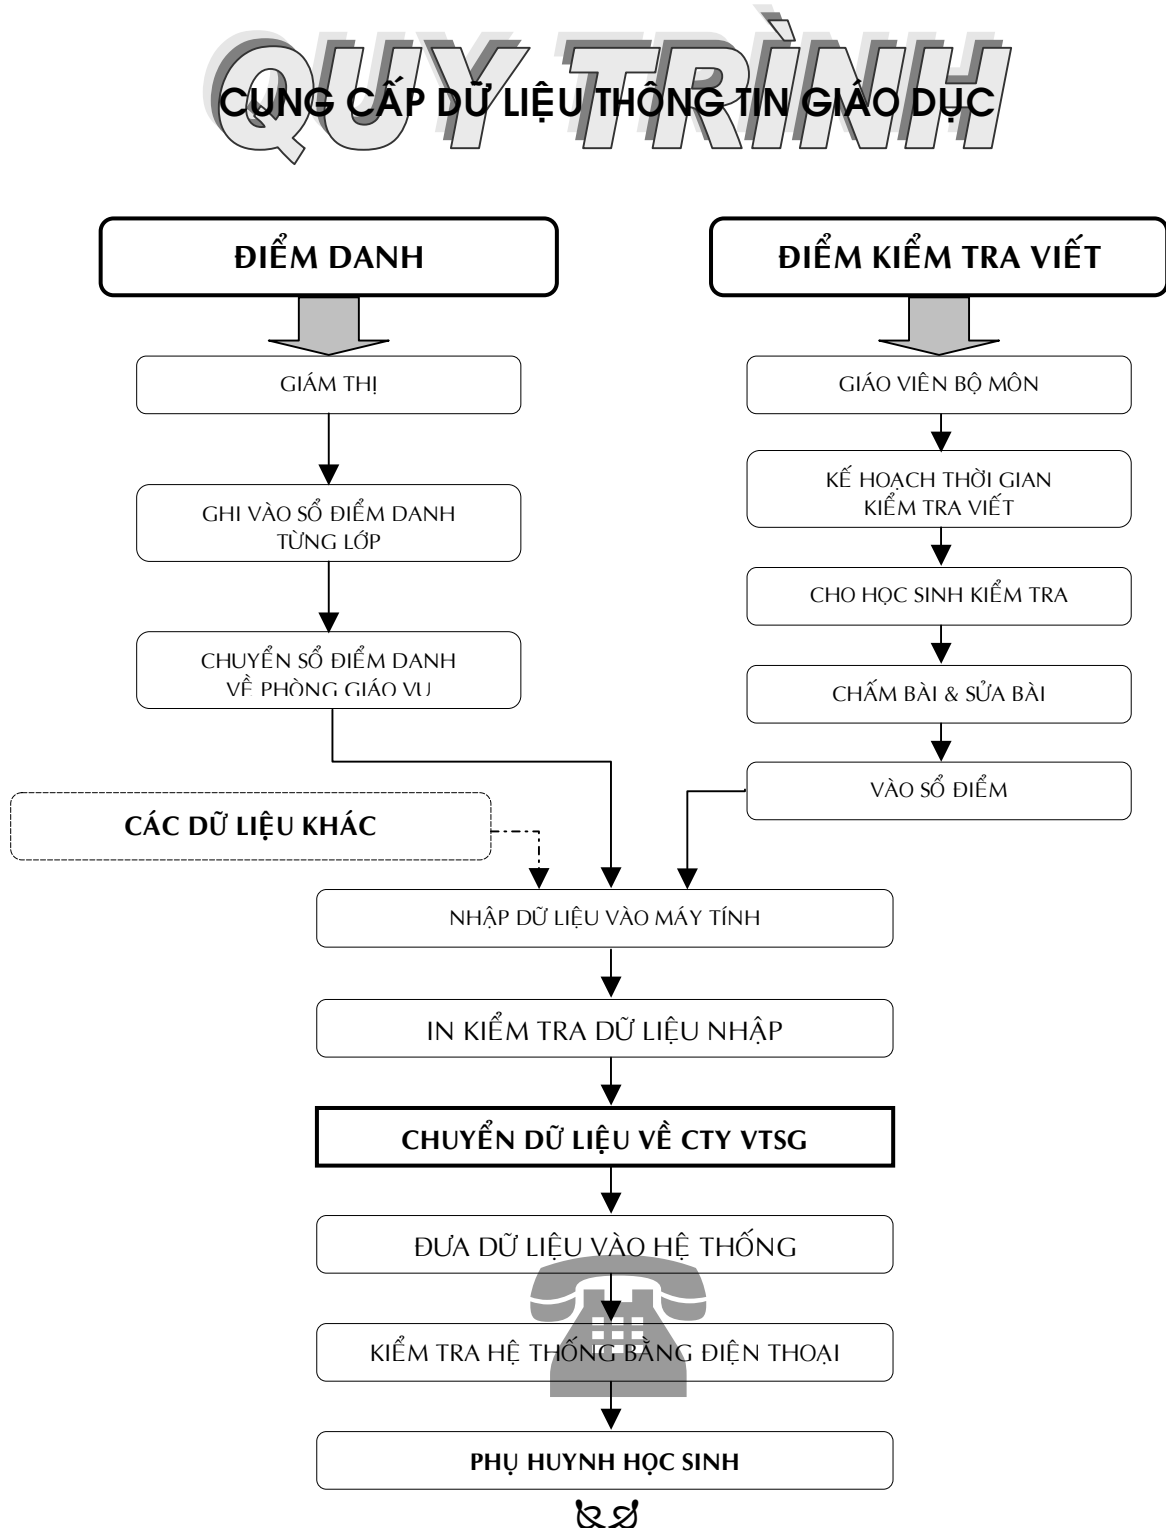 QUY TRÌNH
CUNG CẤP DỮ LIỆU THÔNG TIN GIÁO DỤC
ĐIỂM DANH
GIÁM THỊ
GHI VÀO SỔ ĐIỂM DANH
TỪNG LỚP
CHUYỂN SỔ ĐIỂM DANH
VỀ PHÒNG GIÁO VỤ
ĐIỂM KIỂM TRA VIẾT
GIÁO VIÊN BỘ MÔN
KẾ HOẠCH THỜI GIAN
KIỂM TRA VIẾT
CHO HỌC SINH KIỂM TRA
CHẤM BÀI & SỬA BÀI
VÀO SỔ ĐIỂM
CÁC DỮ LIỆU KHÁC
NHẬP DỮ LIỆU VÀO MÁY TÍNH
IN KIỂM TRA DỮ LIỆU NHẬP
CHUYỂN DỮ LIỆU VỀ CTY VTSG
ĐƯA DỮ LIỆU VÀO HỆ THỐNG
KIỂM TRA HỆ THỐNG BẰNG ĐIỆN THOẠI
PHỤ HUYNH HỌC SINH